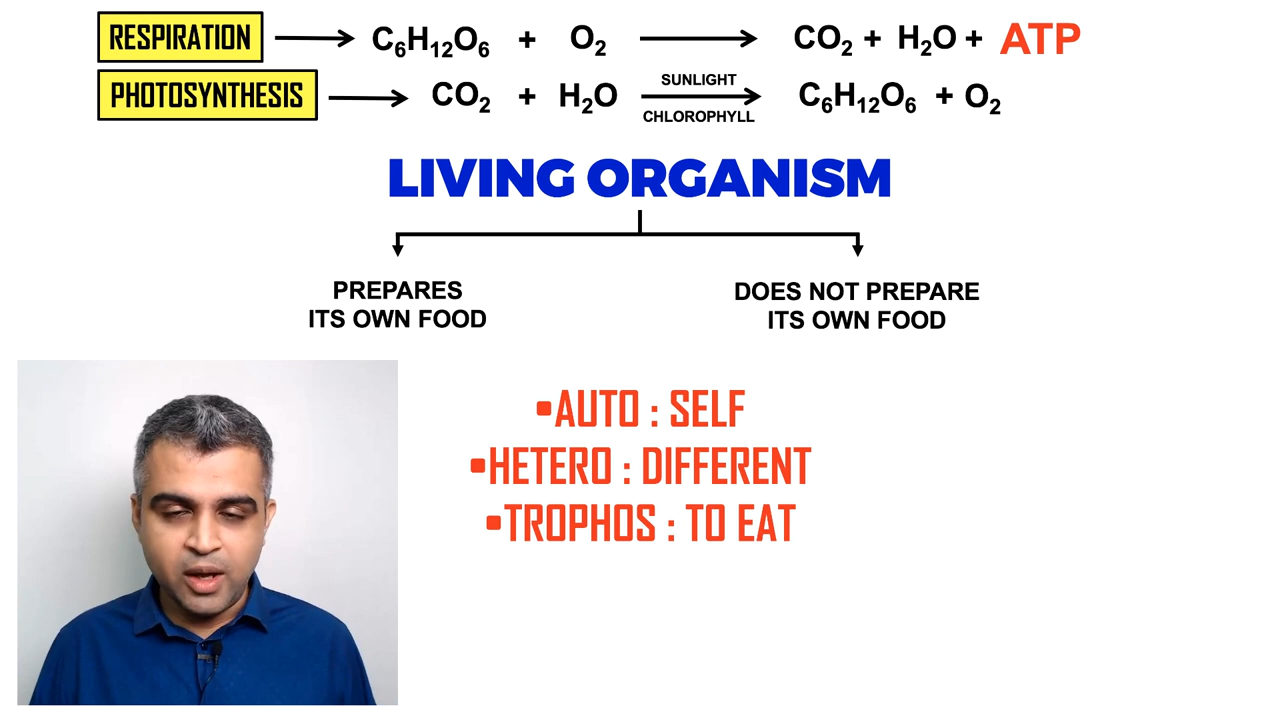 RESPIRATION C₆H₁₂O₆ + O₂ CO₂ + H₂O + ATP
PHOTOSYNTHESIS CO₂ + H₂O SUNLIGHT CHLOROPHYLL C₆H₁₂O₆ + O₂
LIVING ORGANISM
PREPARES
ITS OWN FOOD
DOES NOT PREPARE
ITS OWN FOOD
▪AUTO : SELF
▪HETERO : DIFFERENT
▪TROPHOS : TO EAT